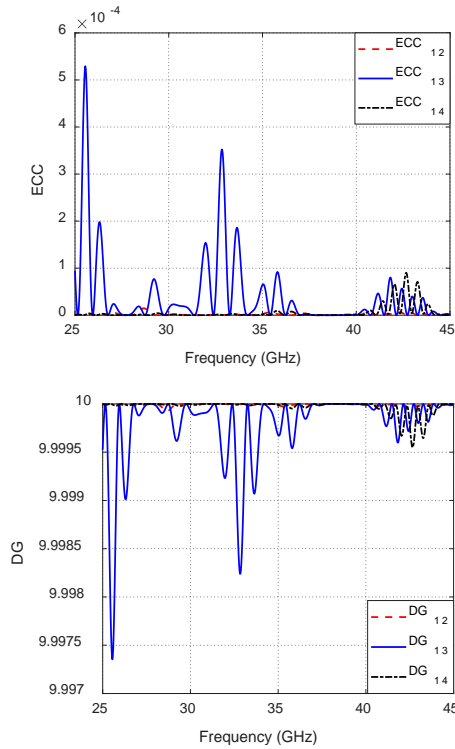 × 10^-4
6
5
4
3
2
1
0
ECC
ECC 12
ECC 13
ECC 14
25 30 35 40 45
Frequency (GHz)
10
9.9995
9.999
9.9985
9.998
9.9975
9.997
DG
DG 12
DG 13
DG 14
25 30 35 40 45
Frequency (GHz)